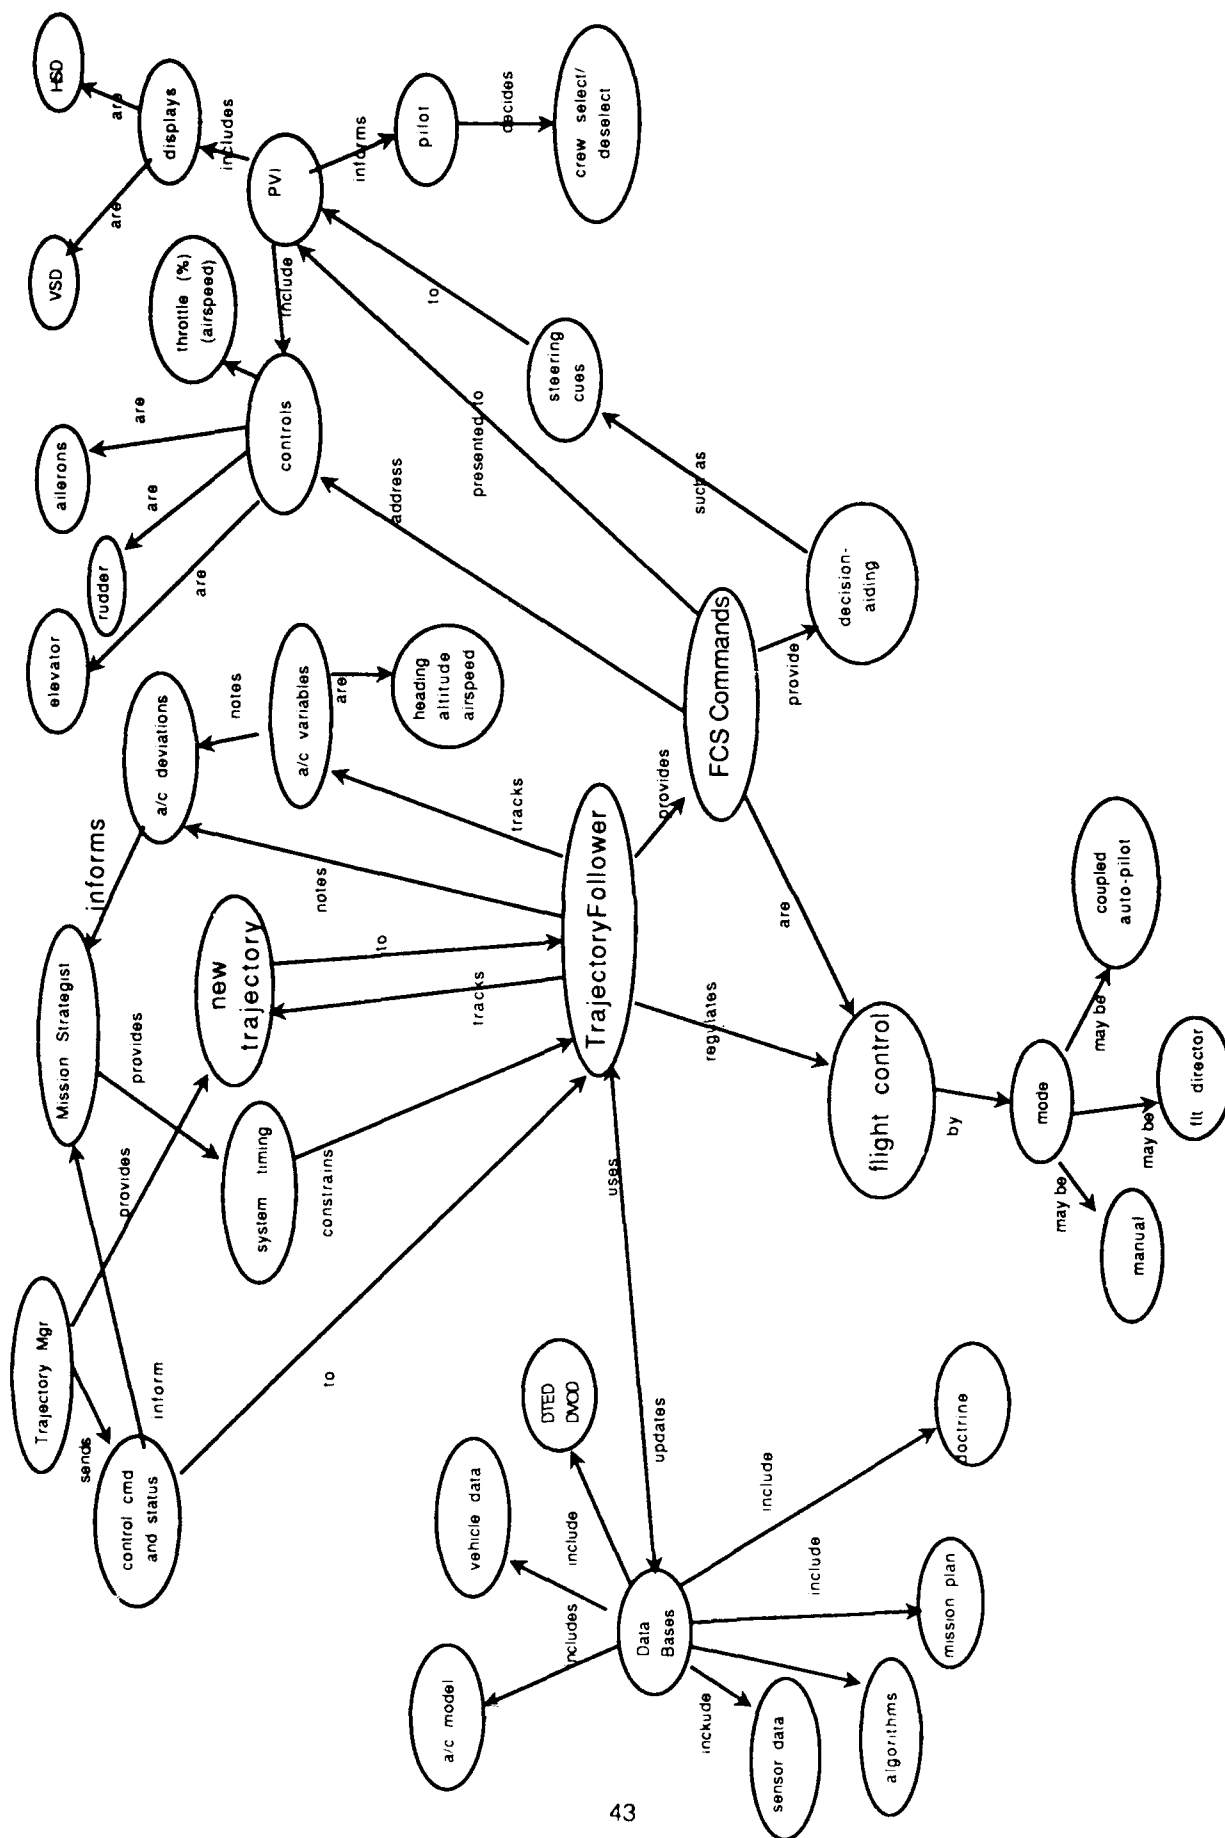 Trajectory Mgr
sends
control cmd
and status
inform
provides
to
Mission Strategist
informs
provides
system timing
constrains
new
trajectory
to
tracks
a/c deviations
notes
notes
a/c variables
are
heading
altitude
airspeed
tracks
elevator
rudder
ailerons
are
are
are
throttle (%)
(airspeed)
controls
include
VSD
HSD
are
are
displays
includes
PVI
informs
pilot
decides
crew select/
deselect
to
steering
cues
such as
decision-
aiding
provide
presented to
address
FCS Commands
provides
TrajectoryFollower
are
regulates
flight control
by
mode
may be
may be
may be
coupled
auto-pilot
flt director
manual
uses
updates
Data
Bases
includes
include
include
include
inckude
a/c model
vehicle data
DTED
DVOD
doctrine
mission plan
algorithms
sensor data
43